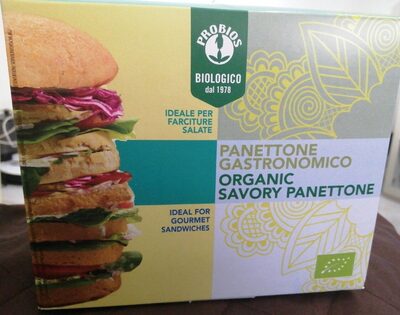 PROBIOS
BIOLOGICO
dal 1978
IDEALE PER
FARCITURE
SALATE
PANETTONE
GASTRONOMICO
ORGANIC
SAVORY PANETTONE
IDEAL FOR
GOURMET
SANDWICHES